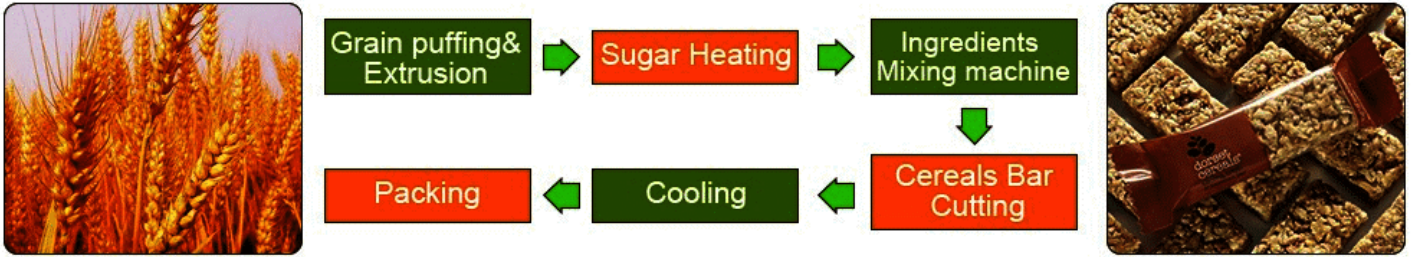 Grain puffing&
Extrusion
Sugar Heating
Ingredients
Mixing machine
Cereals Bar
Cutting
Cooling
Packing
dorset
cereals